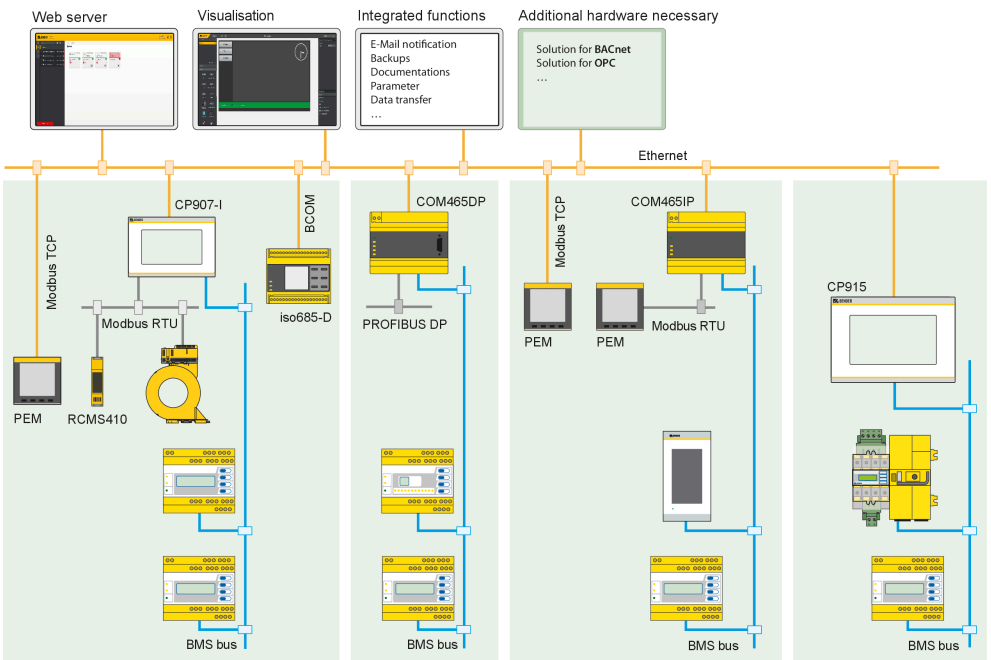 Web server
Visualisation
Integrated functions
Additional hardware necessary
E-Mail notification
Backups
Documentations
Parameter
Data transfer
...
Solution for BACnet
Solution for OPC
...
Ethernet
Modbus TCP
CP907-I
BENDER
BCOM
iso685-D
Modbus RTU
PEM
RCMS410
BMS bus
COM465DP
PROFIBUS DP
BMS bus
Modbus TCP
COM465IP
PEM
PEM
Modbus RTU
BMS bus
CP915
BENDER
BMS bus